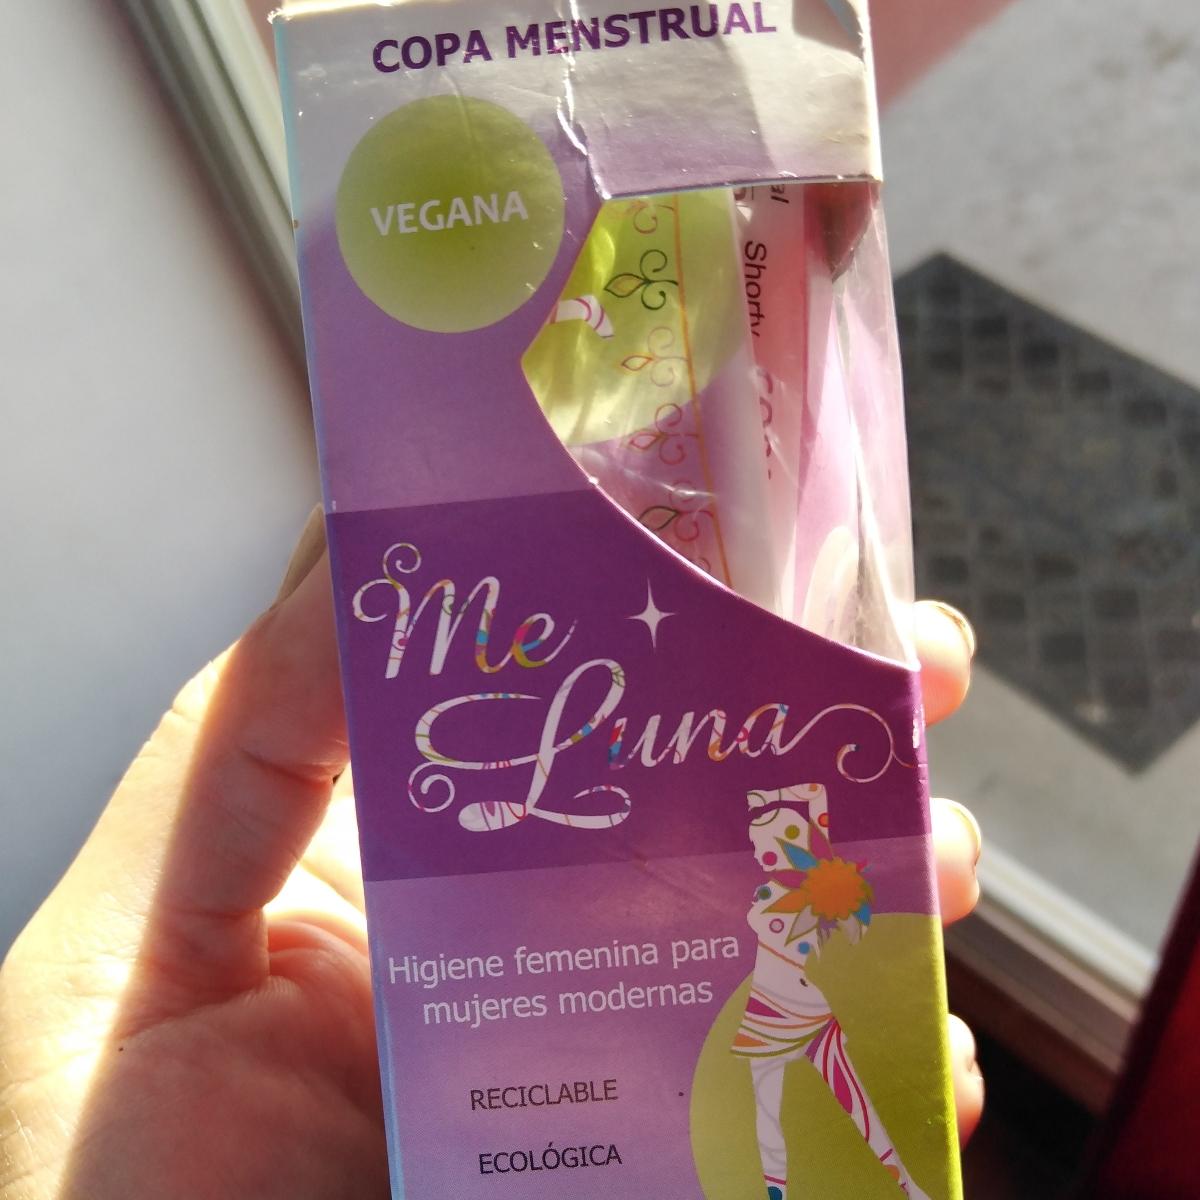 COPA MENSTRUAL
VEGANA
Shorty
Me
Luna
Higiene femenina para
mujeres modernas
RECICLABLE
ECOLÓGICA